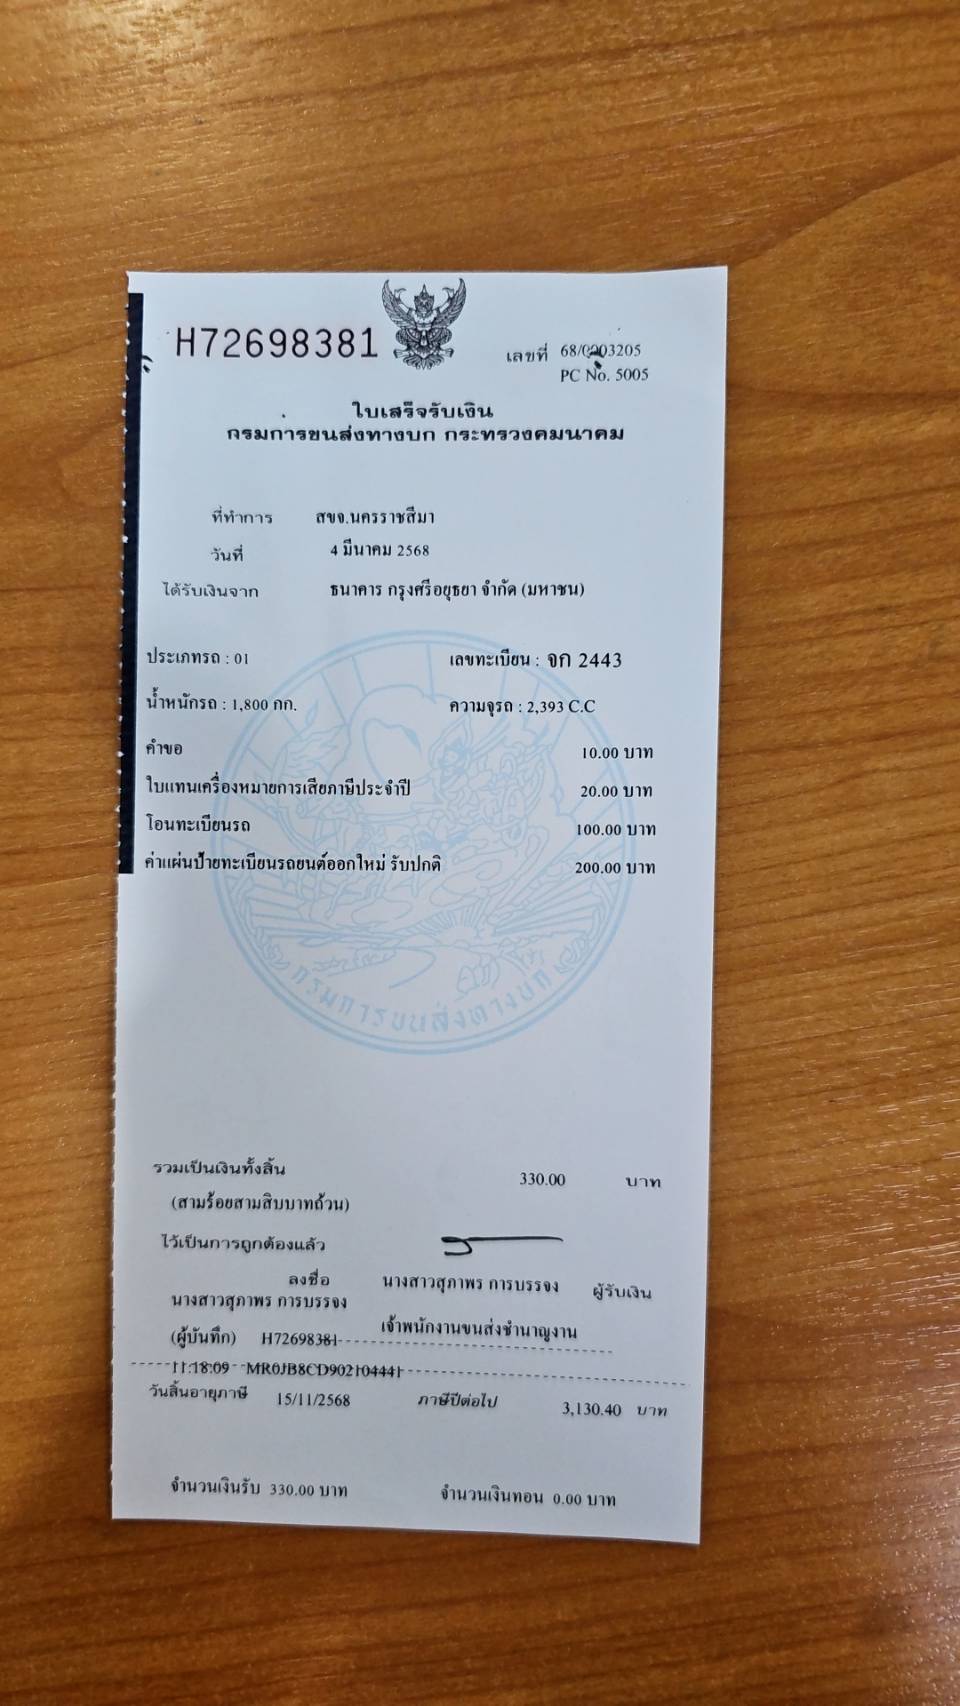 H72698381
เลขที่ 68/0003205
PC No. 5005
ใบเสร็จรับเงิน
กรมการขนส่งทางบก กระทรวงคมนาคม
ที่ทำการ สขจ.นครราชสีมา
วันที่ 4 มีนาคม 2568
ได้รับเงินจาก ธนาคาร กรุงศรีอยุธยา จำกัด (มหาชน)
ประเภทรถ : 01 เลขทะเบียน : จก 2443
น้ำหนักรถ : 1,800 กก. ความจุรถ : 2,393 C.C
คำขอ 10.00 บาท
ใบแทนเครื่องหมายการเสียภาษีประจำปี 20.00 บาท
โอนทะเบียนรถ 100.00 บาท
ค่าแผ่นป้ายทะเบียนรถยนต์ออกใหม่ รับปกติ 200.00 บาท
กรมการขนส่งทางบก
รวมเป็นเงินทั้งสิ้น 330.00 บาท
(สามร้อยสามสิบบาทถ้วน)
ไว้เป็นการถูกต้องแล้ว
ลงชื่อ นางสาวสุภาพร การบรรจง ผู้รับเงิน
นางสาวสุภาพร การบรรจง
(ผู้บันทึก) H72698381 เจ้าพนักงานขนส่งชำนาญงาน
11:18:09 MR0JB8CD902104441
วันสิ้นอายุภาษี 15/11/2568 ภาษีปีต่อไป 3,130.40 บาท
จำนวนเงินรับ 330.00 บาท จำนวนเงินทอน 0.00 บาท